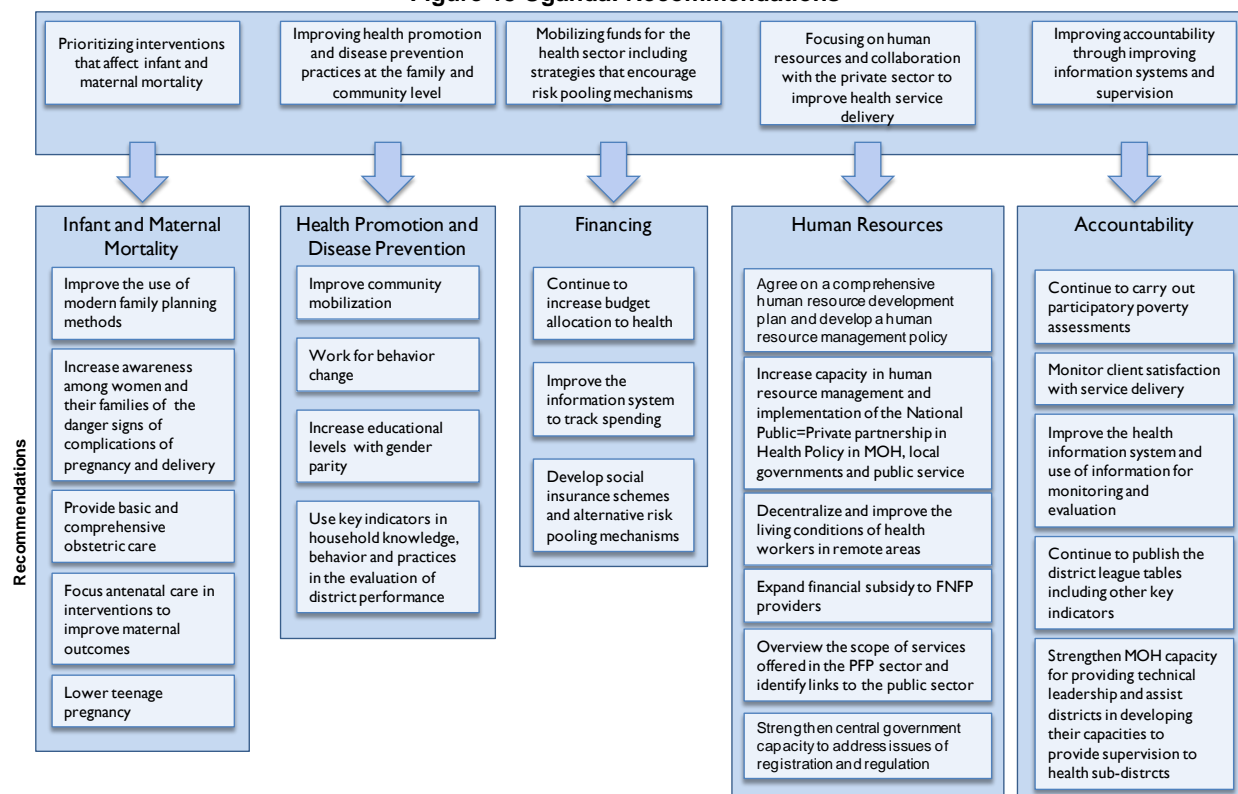 Prioritizing interventions
that affect infant and
maternal mortality
Improving health promotion
and disease prevention
practices at the family and
community level
Mobilizing funds for the
health sector including
strategies that encourage
risk pooling mechanisms
Focusing on human
resources and collaboration
with the private sector to
improve health service
delivery
Improving accountability
through improving
information systems and
supervision
Recommendations
Infant and Maternal
Mortality
Improve the use of
modern family planning
methods
Increase awareness
among women and
their families of the
danger signs of
complications of
pregnancy and delivery
Provide basic and
comprehensive
obstetric care
Focus antenatal care in
interventions to
improve maternal
outcomes
Lower teenage
pregnancy
Health Promotion and
Disease Prevention
Improve community
mobilization
Work for behavior
change
Increase educational
levels with gender
parity
Use key indicators in
household knowledge,
behavior and practices
in the evaluation of
district performance
Financing
Continue to
increase budget
allocation to health
Improve the
information system
to track spending
Develop social
insurance schemes
and alternative risk
pooling mechanisms
Human Resources
Agree on a comprehensive
human resource development
plan and develop a human
resource management policy
Increase capacity in human
resource management and
implementation of the National
Public=Private partnership in
Health Policy in MOH, local
governments and public service
Decentralize and improve the
living conditions of health
workers in remote areas
Expand financial subsidy to FNFP
providers
Overview the scope of services
offered in the PFP sector and
identify links to the public sector
Strengthen central government
capacity to address issues of
registration and regulation
Accountability
Continue to carry out
participatory poverty
assessments
Monitor client satisfaction
with service delivery
Improve the health
information system and
use of information for
monitoring and
evaluation
Continue to publish the
district league tables
including other key
indicators
Strengthen MOH capacity
for providing technical
leadership and assist
districts in developing
their capacities to
provide supervision to
health sub-distrcts